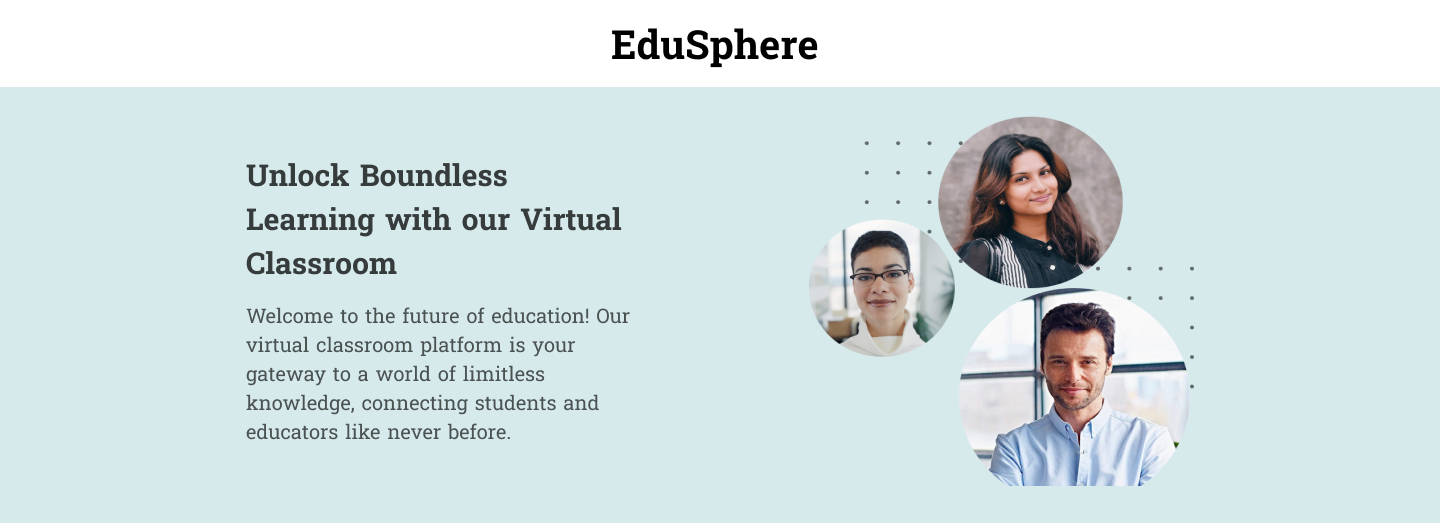 EduSphere
Unlock Boundless
Learning with our Virtual
Classroom
Welcome to the future of education! Our
virtual classroom platform is your
gateway to a world of limitless
knowledge, connecting students and
educators like never before.